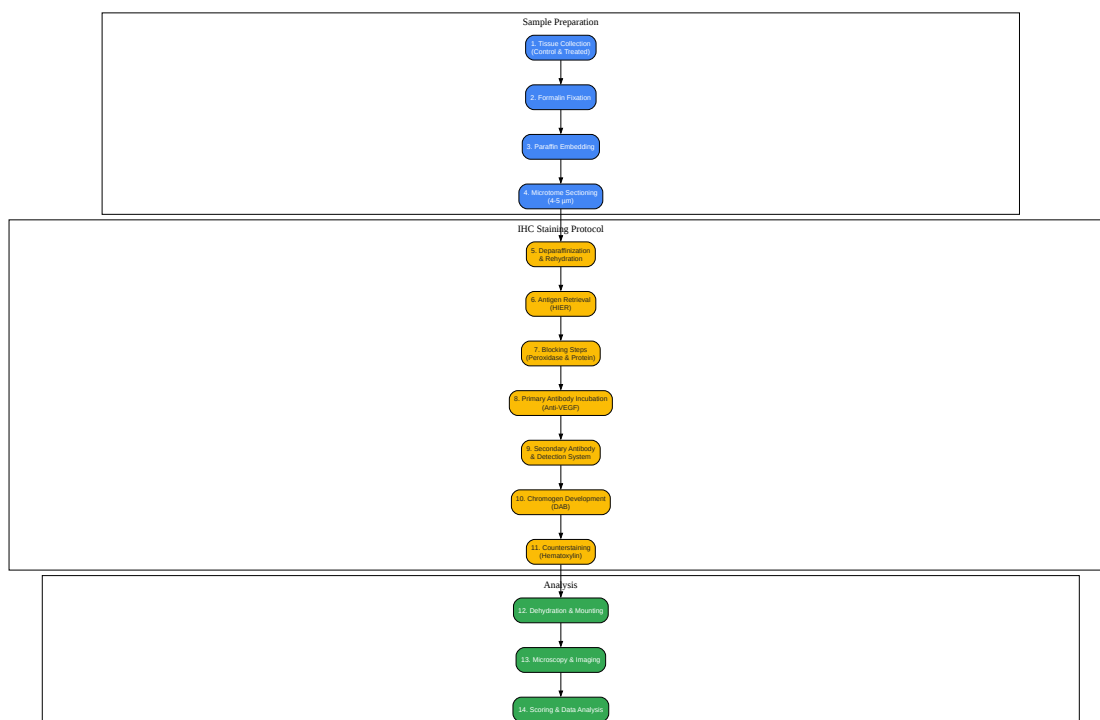 Sample Preparation
1. Tissue Collection
(Control & Treated)
2. Formalin Fixation
3. Paraffin Embedding
4. Microtome Sectioning
(4-5 µm)
IHC Staining Protocol
5. Deparaffinization
& Rehydration
6. Antigen Retrieval
(HIER)
7. Blocking Steps
(Peroxidase & Protein)
8. Primary Antibody Incubation
(Anti-VEGF)
9. Secondary Antibody
& Detection System
10. Chromogen Development
(DAB)
11. Counterstaining
(Hematoxylin)
Analysis
12. Dehydration & Mounting
13. Microscopy & Imaging
14. Scoring & Data Analysis